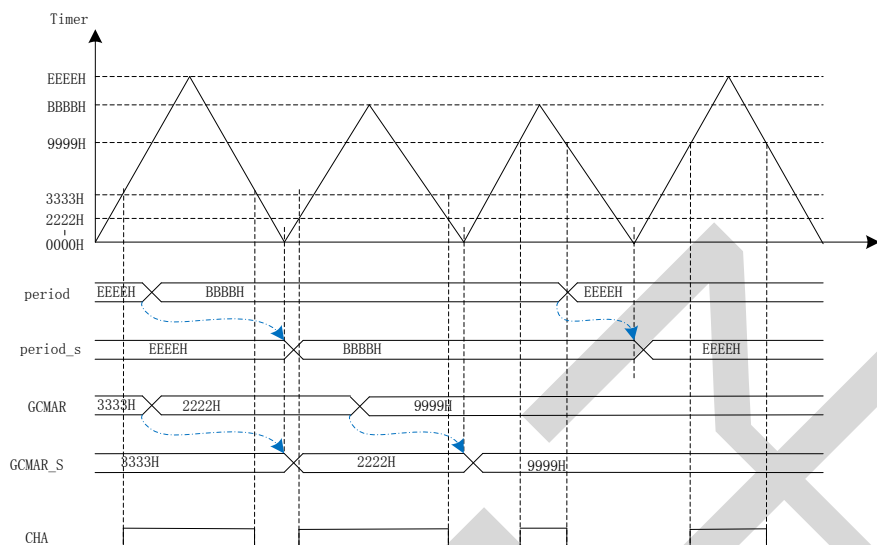 Timer
EEEEH
BBBBH
9999H
3333H
2222H
0000H
period EEEEH BBBBH EEEEH
period_s EEEEH BBBBH EEEEH
GCMAR 3333H 2222H 9999H
GCMAR_S 3333H 2222H 9999H
CHA